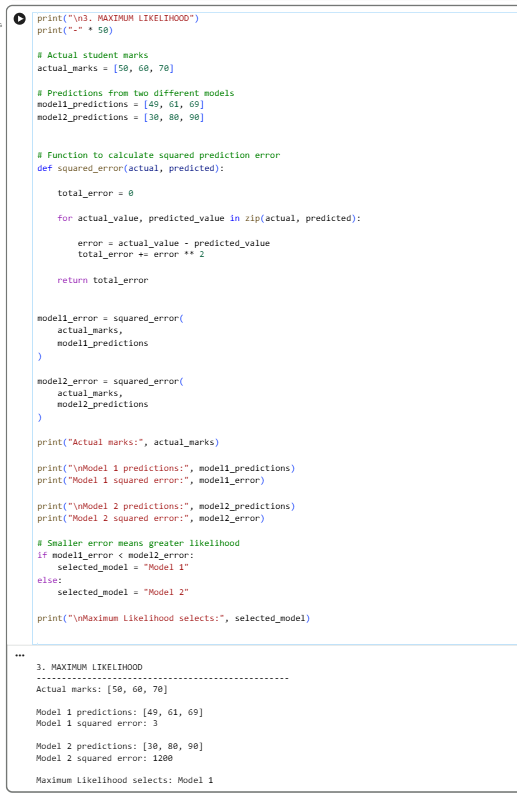 print("\n3. MAXIMUM LIKELIHOOD")
print("-" * 50)

# Actual student marks
actual_marks = [50, 60, 70]

# Predictions from two different models
model1_predictions = [49, 61, 69]
model2_predictions = [30, 80, 90]


# Function to calculate squared prediction error
def squared_error(actual, predicted):

    total_error = 0

    for actual_value, predicted_value in zip(actual, predicted):

        error = actual_value - predicted_value
        total_error += error ** 2

    return total_error


model1_error = squared_error(
    actual_marks,
    model1_predictions
)

model2_error = squared_error(
    actual_marks,
    model2_predictions
)

print("Actual marks:", actual_marks)

print("\nModel 1 predictions:", model1_predictions)
print("Model 1 squared error:", model1_error)

print("\nModel 2 predictions:", model2_predictions)
print("Model 2 squared error:", model2_error)

# Smaller error means greater likelihood
if model1_error < model2_error:
    selected_model = "Model 1"
else:
    selected_model = "Model 2"

print("\nMaximum Likelihood selects:", selected_model)

3. MAXIMUM LIKELIHOOD
--------------------------------------------------
Actual marks: [50, 60, 70]

Model 1 predictions: [49, 61, 69]
Model 1 squared error: 3

Model 2 predictions: [30, 80, 90]
Model 2 squared error: 1200

Maximum Likelihood selects: Model 1